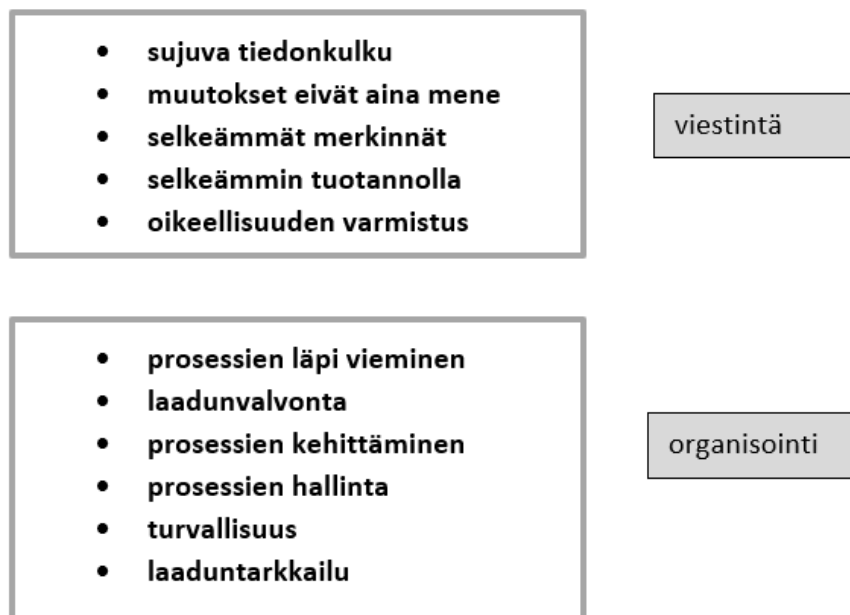 • sujuva tiedonkulku
• muutokset eivät aina mene
• selkeämmät merkinnät
• selkeämmin tuotannolla
• oikeellisuuden varmistus
viestintä
• prosessien läpi vieminen
• laadunvalvonta
• prosessien kehittäminen
• prosessien hallinta
• turvallisuus
• laaduntarkkailu
organisointi